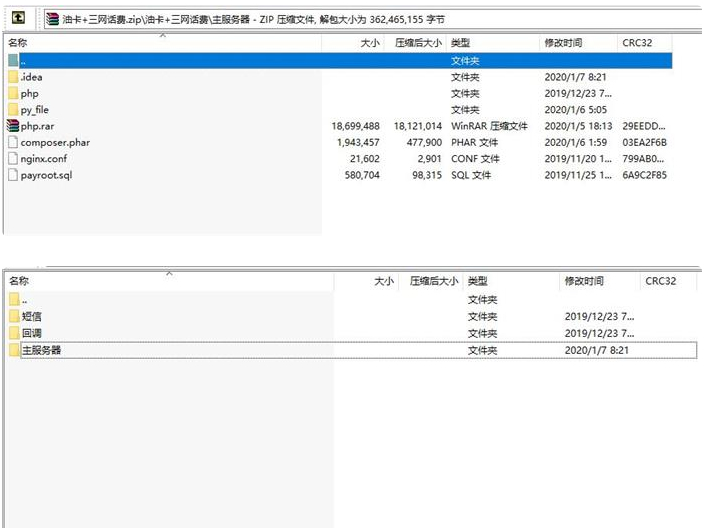 油卡+三网话费.zip\油卡+三网话费\主服务器 - ZIP 压缩文件, 解包大小为 362,465,155 字节
名称 大小 压缩后大小 类型 修改时间 CRC32
.. 文件夹
.idea 文件夹 2020/1/7 8:21
php 文件夹 2019/12/23 7...
py_file 文件夹 2020/1/6 5:05
php.rar 18,699,488 18,121,014 WinRAR 压缩文件 2020/1/5 18:13 29EEDD...
composer.phar 1,943,457 477,900 PHAR 文件 2020/1/6 1:59 03EA2F6B
nginx.conf 21,602 2,901 CONF 文件 2019/11/20 1... 799AB0...
payroot.sql 580,704 98,315 SQL 文件 2019/11/25 1... 6A9C2F85
名称 大小 压缩后大小 类型 修改时间 CRC32
.. 文件夹
短信 文件夹 2019/12/23 7...
回调 文件夹 2019/12/23 7...
主服务器 文件夹 2020/1/7 8:21